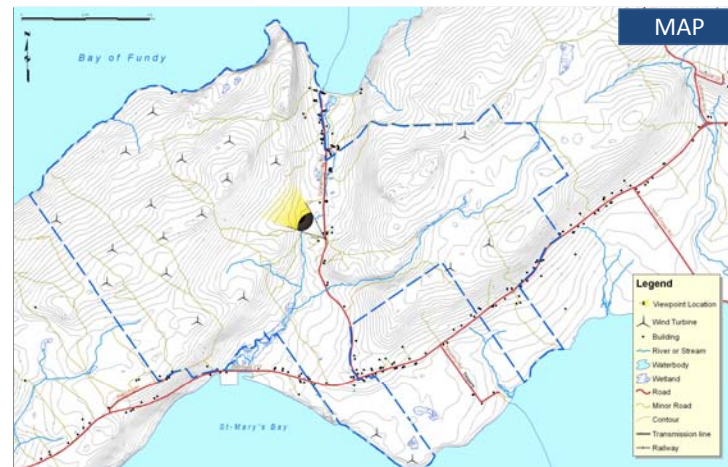 MAP
Bay of Fundy
St-Mary's Bay
Legend
Viewpoint Location
Wind Turbine
Building
River or Stream
Waterbody
Wetland
Road
Minor Road
Contour
Transmission line
Railway